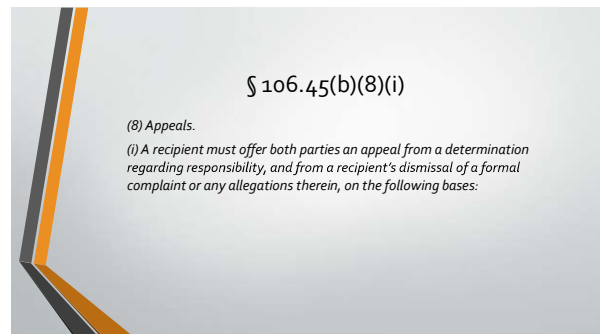 § 106.45(b)(8)(i)
(8) Appeals.
(i) A recipient must offer both parties an appeal from a determination
regarding responsibility, and from a recipient's dismissal of a formal
complaint or any allegations therein, on the following bases: